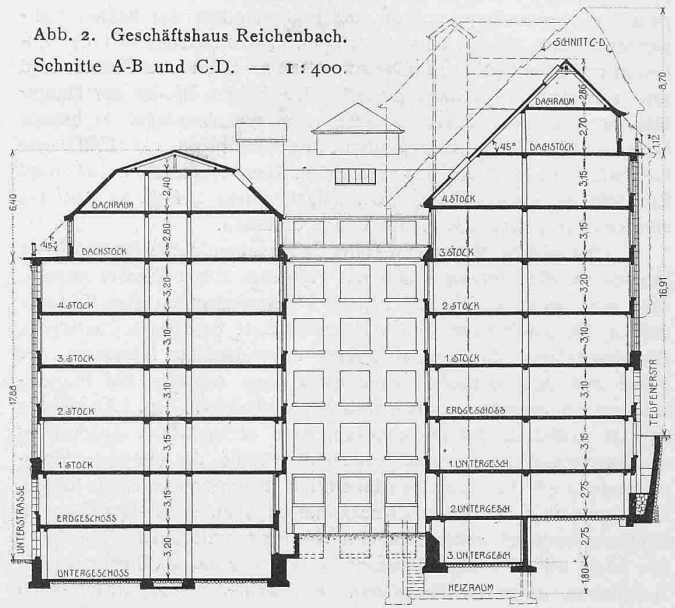 Abb. 2. Geschäftshaus Reichenbach.
Schnitte A-B und C-D. — 1:400.
SCHNITT C-D.
8,70
2,86
DACHRAUM
2,70
1,12
45°
DACHSTOCK
6,40
2,40
DACHRAUM
4.STOCK
3,15
45°
2,80
DACHSTOCK
3.STOCK
3,15
16,91
3,20
4.STOCK
2.STOCK
3,20
3,10
3.STOCK
1.STOCK
3,10
17,68
3,10
2.STOCK
ERDGESCHOSS
3,10
TEUFENERSTR
3,15
1.STOCK
1.UNTERGESCH.
3,15
UNTERSTRASSE
3,15
ERDGESCHOSS
2.UNTERGESCH.
2,75
3,20
UNTERGESCHOSS
3.UNTERGESCH
2,75
HEIZRAUM
1,80